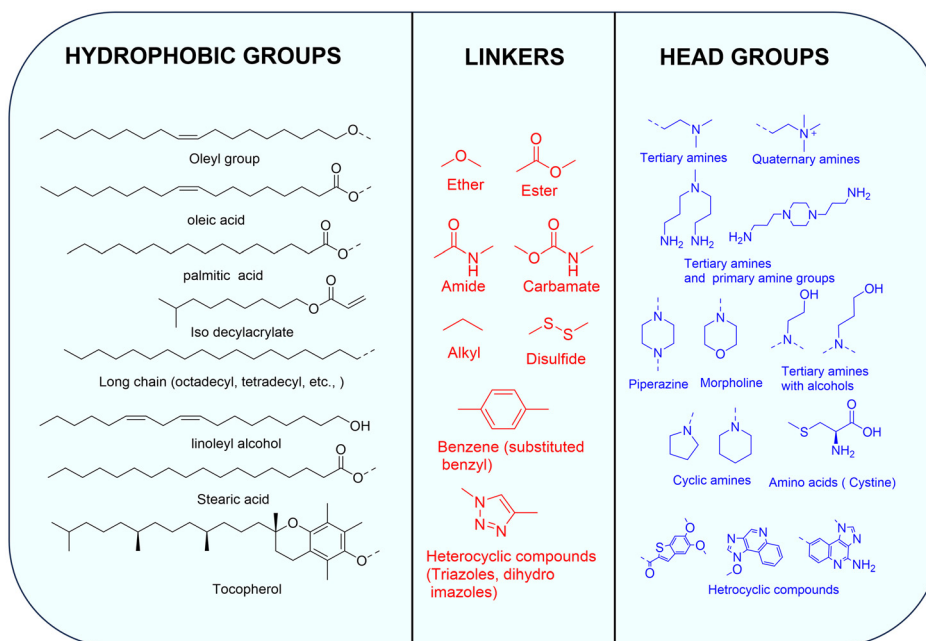 HYDROPHOBIC GROUPS
O
Oleyl group
O
O
oleic acid
O
O
palmitic acid
O
O
Iso decylacrylate
Long chain (octadecyl, tetradecyl, etc., )
OH
linoleyl alcohol
O
O
Stearic acid
O
O
Tocopherol
LINKERS
O
Ether
O
O
Ester
O
N
H
Amide
O
O
N
H
Carbamate
Alkyl
S
S
Disulfide
Benzene (substituted
benzyl)
N
N
N
Heterocyclic compounds
(Triazoles, dihydro
imazoles)
HEAD GROUPS
N
Tertiary amines
N+
Quaternary amines
N
NH2 NH2
NH2
N
N
H2N
Tertiary amines
and primary amine groups
N
N
Piperazine
N
O
Morpholine
OH
N
OH
N
Tertiary amines
with alcohols
N
N
Cyclic amines
O
S
OH
NH2
Amino acids ( Cystine)
O
S
O
O
N
N
N
O
N
N
N
NH2
Hetrocyclic compounds